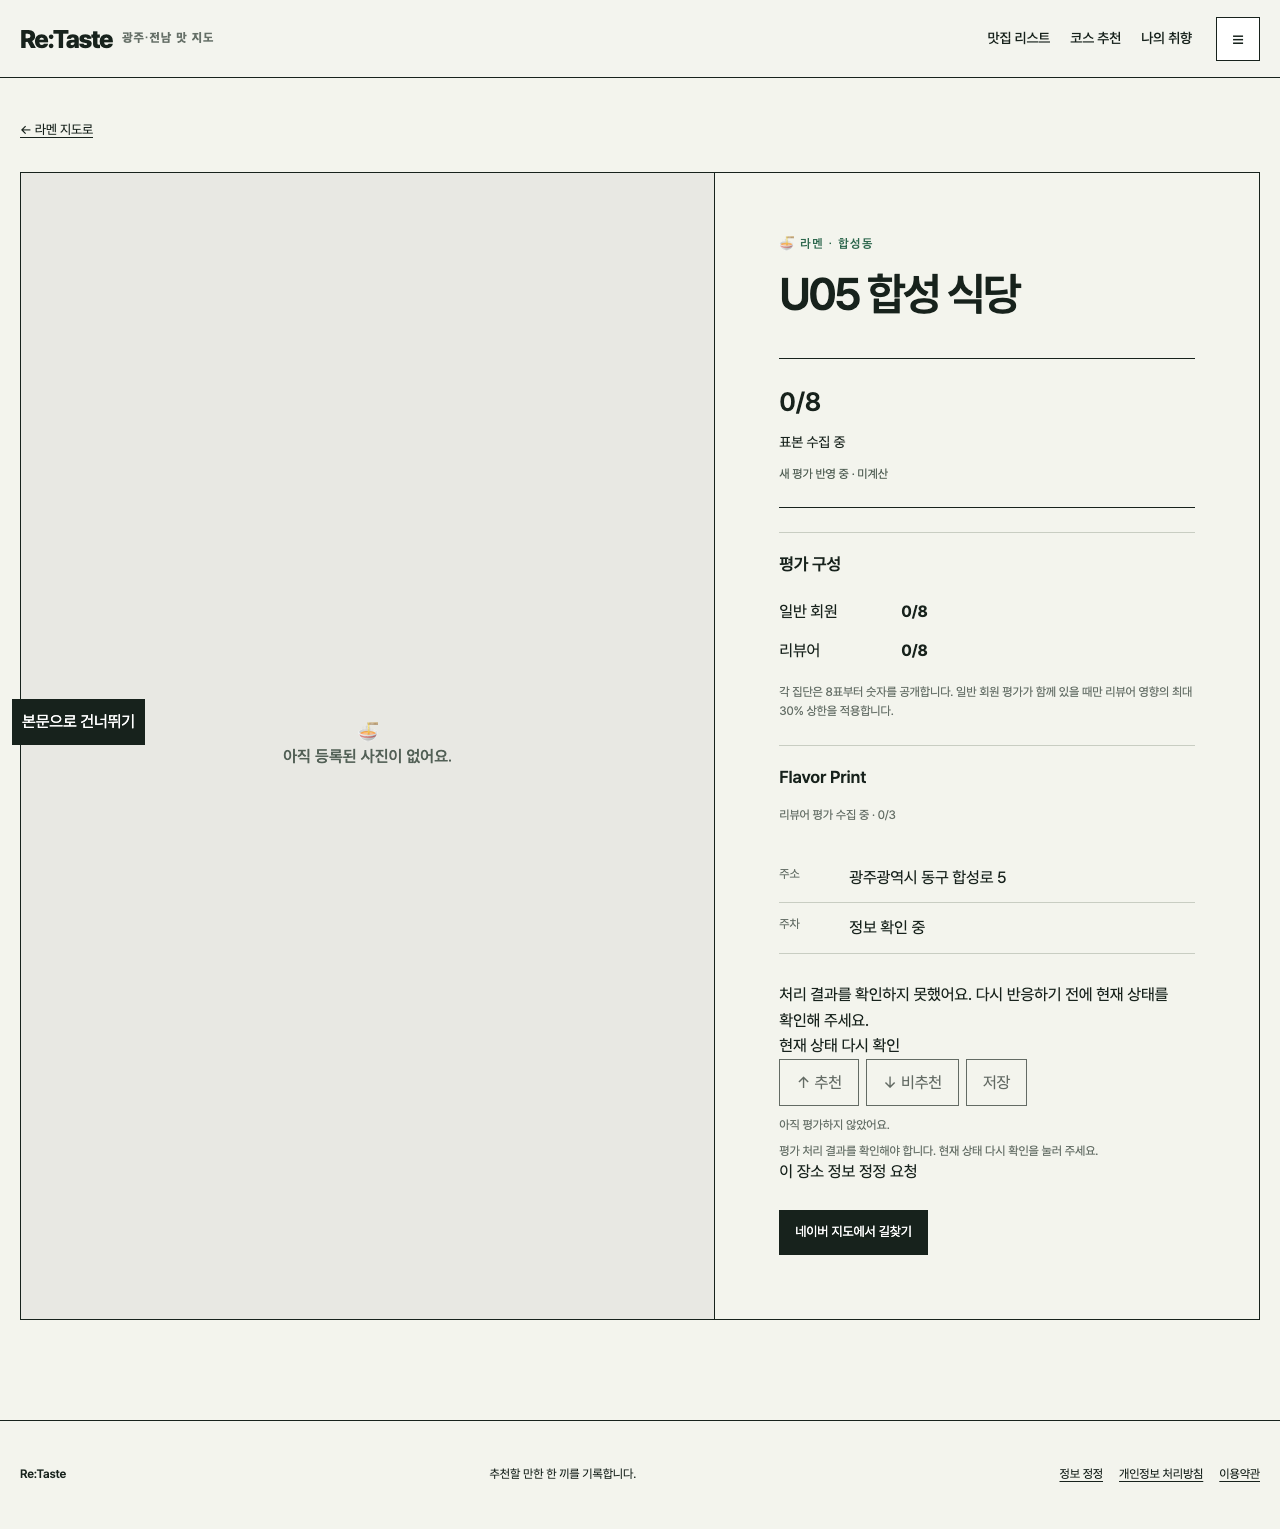 Re:Taste 광주·전남 맛 지도
맛집 리스트 코스 추천 나의 취향 ≡
← 라멘 지도로
본문으로 건너뛰기
아직 등록된 사진이 없어요.
라멘 · 합성동
U05 합성 식당
0/8
표본 수집 중
새 평가 반영 중 · 미계산
평가 구성
일반 회원 0/8
리뷰어 0/8
각 집단은 8표부터 숫자를 공개합니다. 일반 회원 평가가 함께 있을 때만 리뷰어 영향의 최대
30% 상한을 적용합니다.
Flavor Print
리뷰어 평가 수집 중 · 0/3
주소 광주광역시 동구 합성로 5
주차 정보 확인 중
처리 결과를 확인하지 못했어요. 다시 반응하기 전에 현재 상태를
확인해 주세요.
현재 상태 다시 확인
↑ 추천 ↓ 비추천 저장
아직 평가하지 않았어요.
평가 처리 결과를 확인해야 합니다. 현재 상태 다시 확인을 눌러 주세요.
이 장소 정보 정정 요청
네이버 지도에서 길찾기
Re:Taste 추천할 만한 한 끼를 기록합니다. 정보 정정 개인정보 처리방침 이용약관